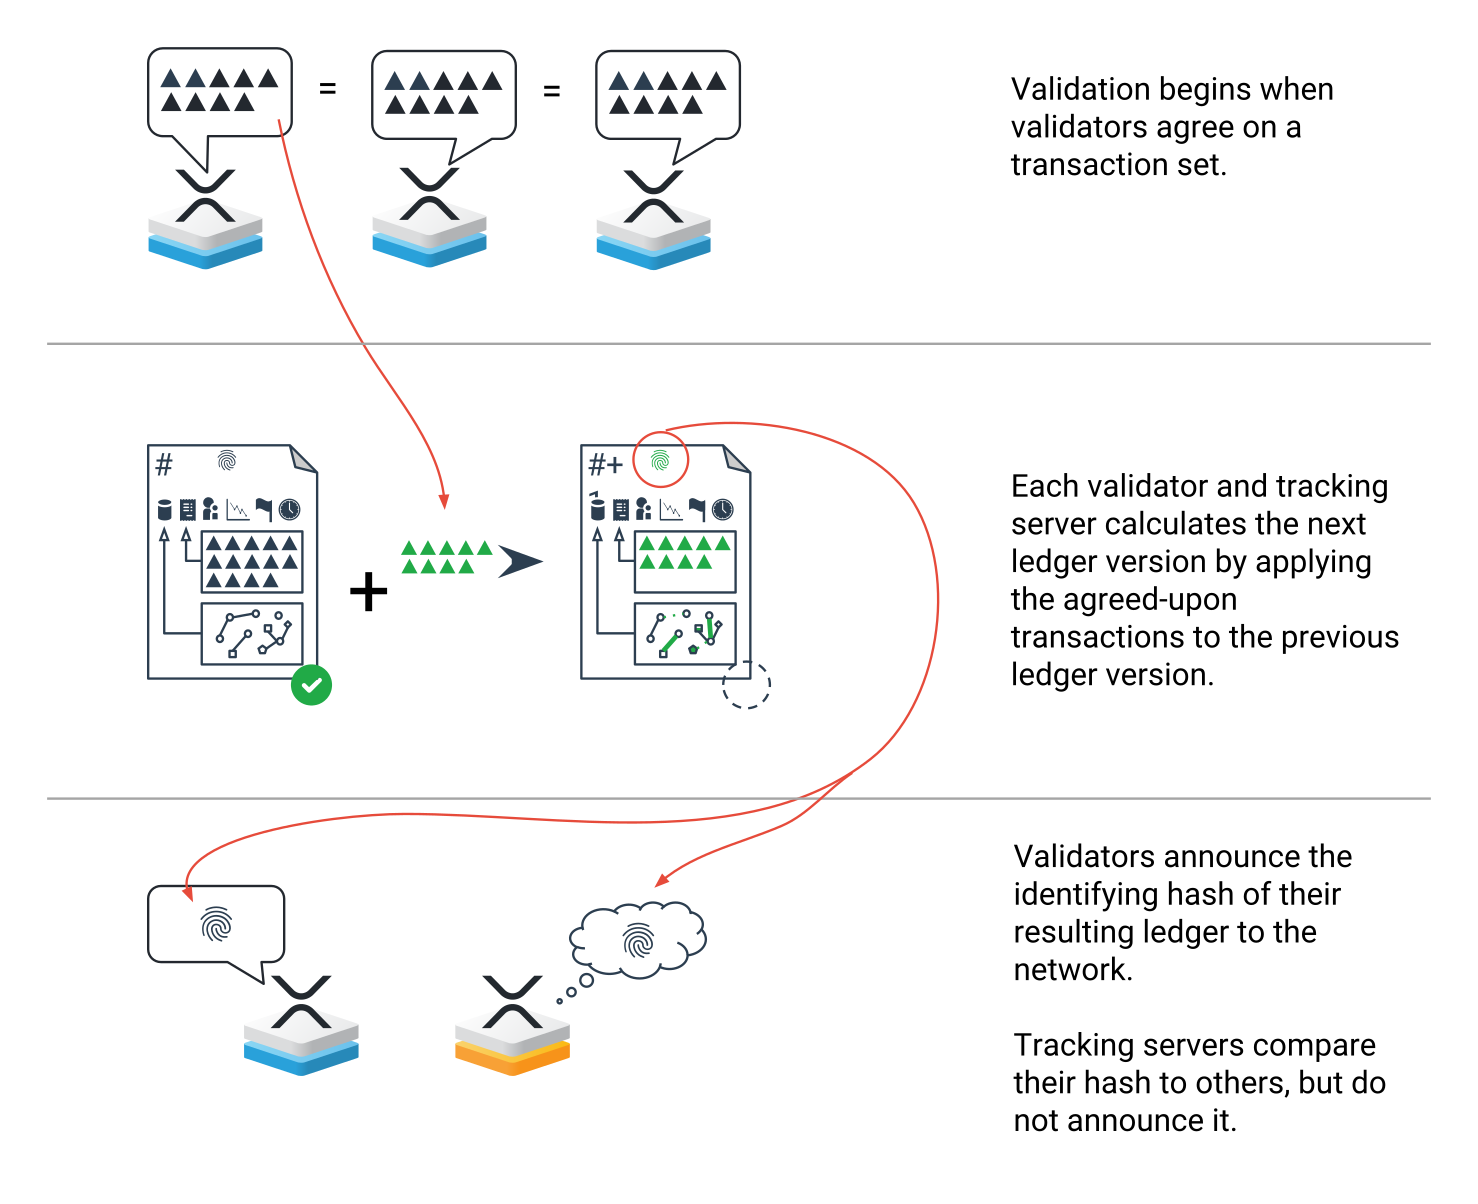 =
=
Validation begins when
validators agree on a
transaction set.
#
#+
1
+
Each validator and tracking
server calculates the next
ledger version by applying
the agreed-upon
transactions to the previous
ledger version.
Validators announce the
identifying hash of their
resulting ledger to the
network.
Tracking servers compare
their hash to others, but do
not announce it.